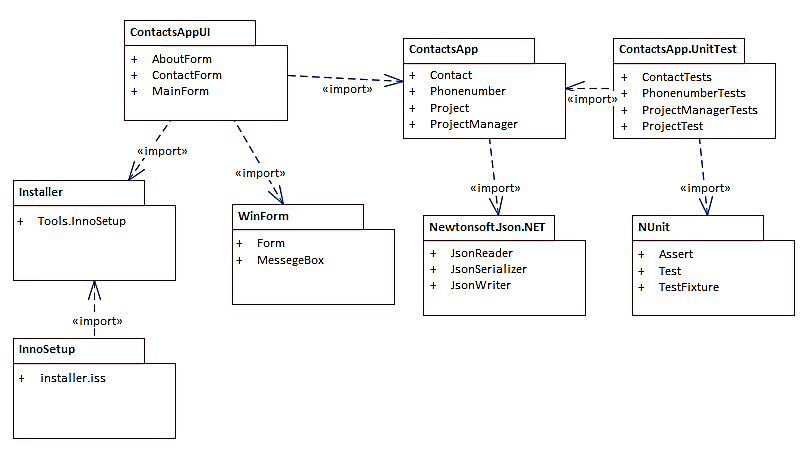 ContactsAppUI
+ AboutForm
+ ContactForm
+ MainForm
«import»
ContactsApp
+ Contact
+ Phonenumber
+ Project
+ ProjectManager
«import»
ContactsApp.UnitTest
+ ContactTests
+ PhonenumberTests
+ ProjectManagerTests
+ ProjectTest
«import»
«import»
«import»
«import»
Installer
+ Tools.InnoSetup
WinForm
+ Form
+ MessegeBox
NewtonsoftJson.NET
+ JsonReader
+ JsonSerializer
+ JsonWriter
NUnit
+ Assert
+ Test
+ TestFixture
«import»
InnoSetup
+ installer.iss